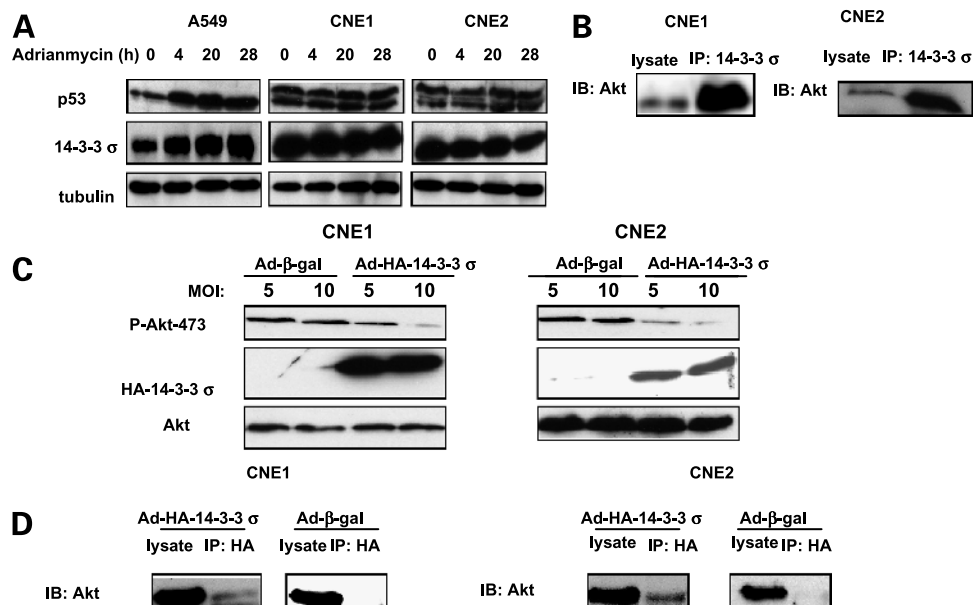 A
A549 CNE1 CNE2
Adrianmycin (h) 0 4 20 28 0 4 20 28 0 4 20 28
p53
14-3-3 σ
tubulin
B
CNE1 CNE2
lysate IP: 14-3-3 σ lysate IP: 14-3-3 σ
IB: Akt IB: Akt
C
CNE1 CNE2
Ad-β-gal Ad-HA-14-3-3 σ Ad-β-gal Ad-HA-14-3-3 σ
MOI: 5 10 5 10 5 10 5 10
P-Akt-473
HA-14-3-3 σ
Akt
CNE1 CNE2
D
Ad-HA-14-3-3 σ Ad-β-gal Ad-HA-14-3-3 σ Ad-β-gal
lysate IP: HA lysate IP: HA lysate IP: HA lysate IP: HA
IB: Akt IB: Akt